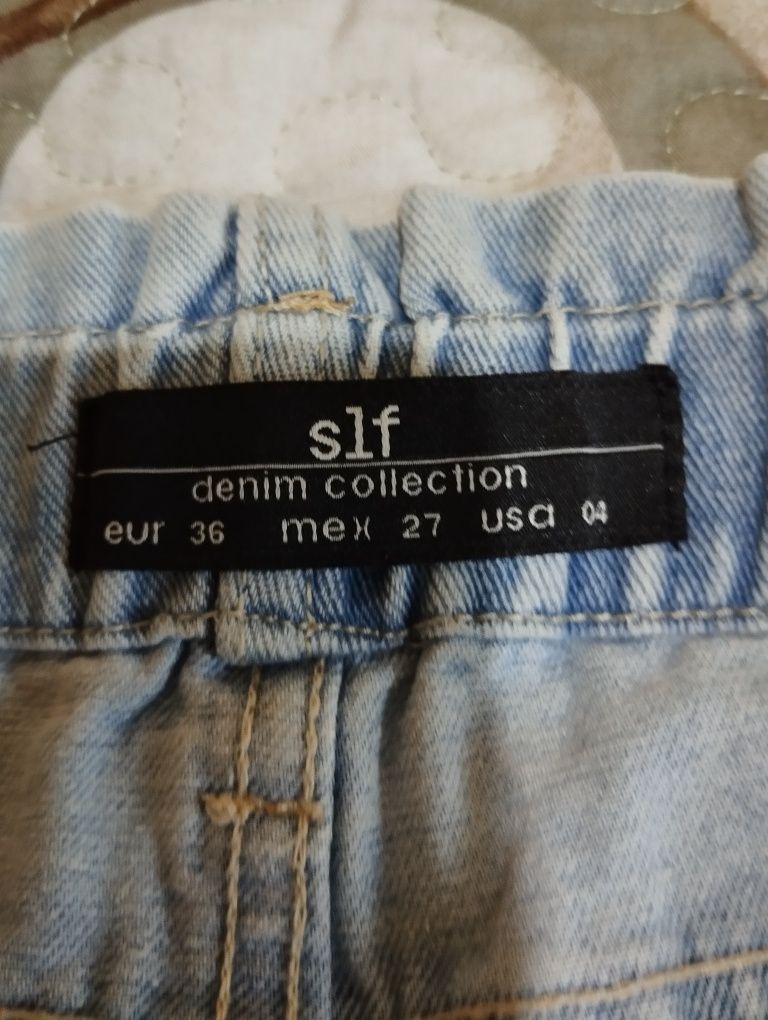 slf
denim collection
eur 36 mex 27 usa 04